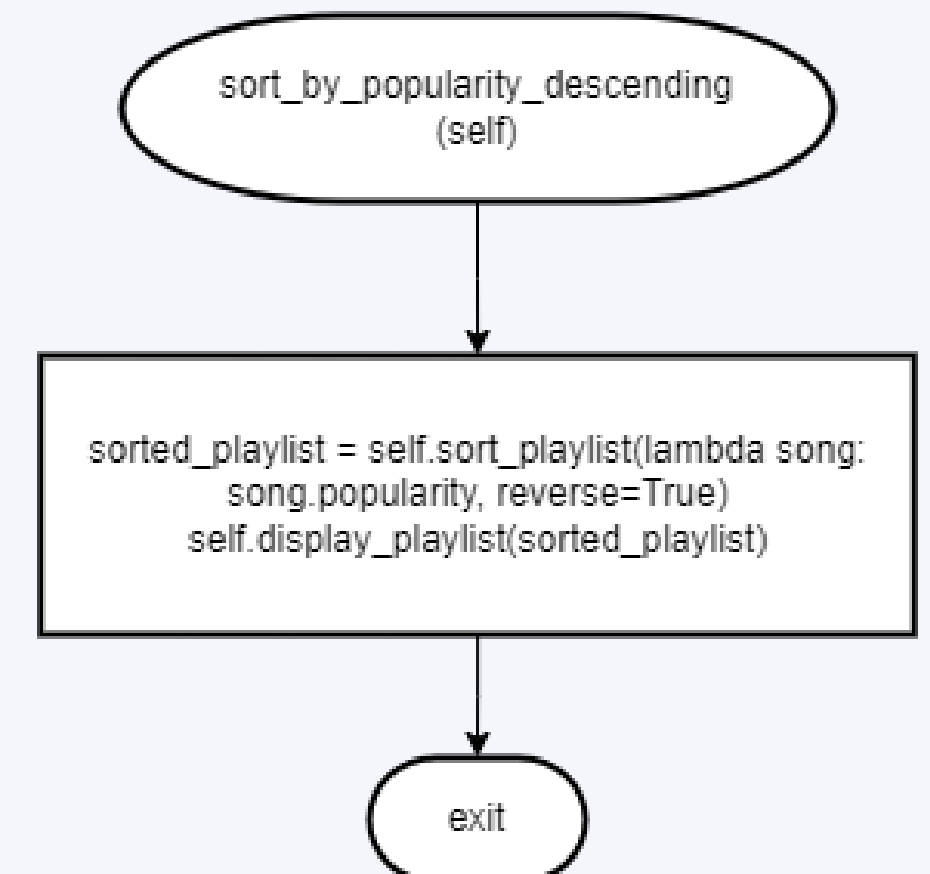 sort_by_popularity_descending
(self)
sorted_playlist = self.sort_playlist(lambda song:
song.popularity, reverse=True)
self.display_playlist(sorted_playlist)
exit